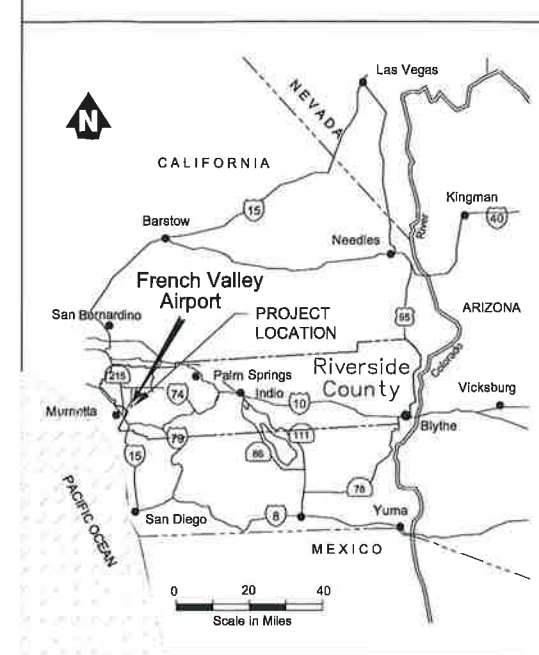 Las Vegas
NEVADA
N
CALIFORNIA
Kingman
15
40
Barstow
River
Needles
French Valley
Airport
ARIZONA
San Bernardino
PROJECT
LOCATION
95
Colorado
215
Palm Springs
Riverside
County
74
Indio
10
Vicksburg
Murrietta
Blythe
79
111
15
86
78
PACIFIC OCEAN
San Diego
8
Yuma
MEXICO
0 20 40
Scale in Miles